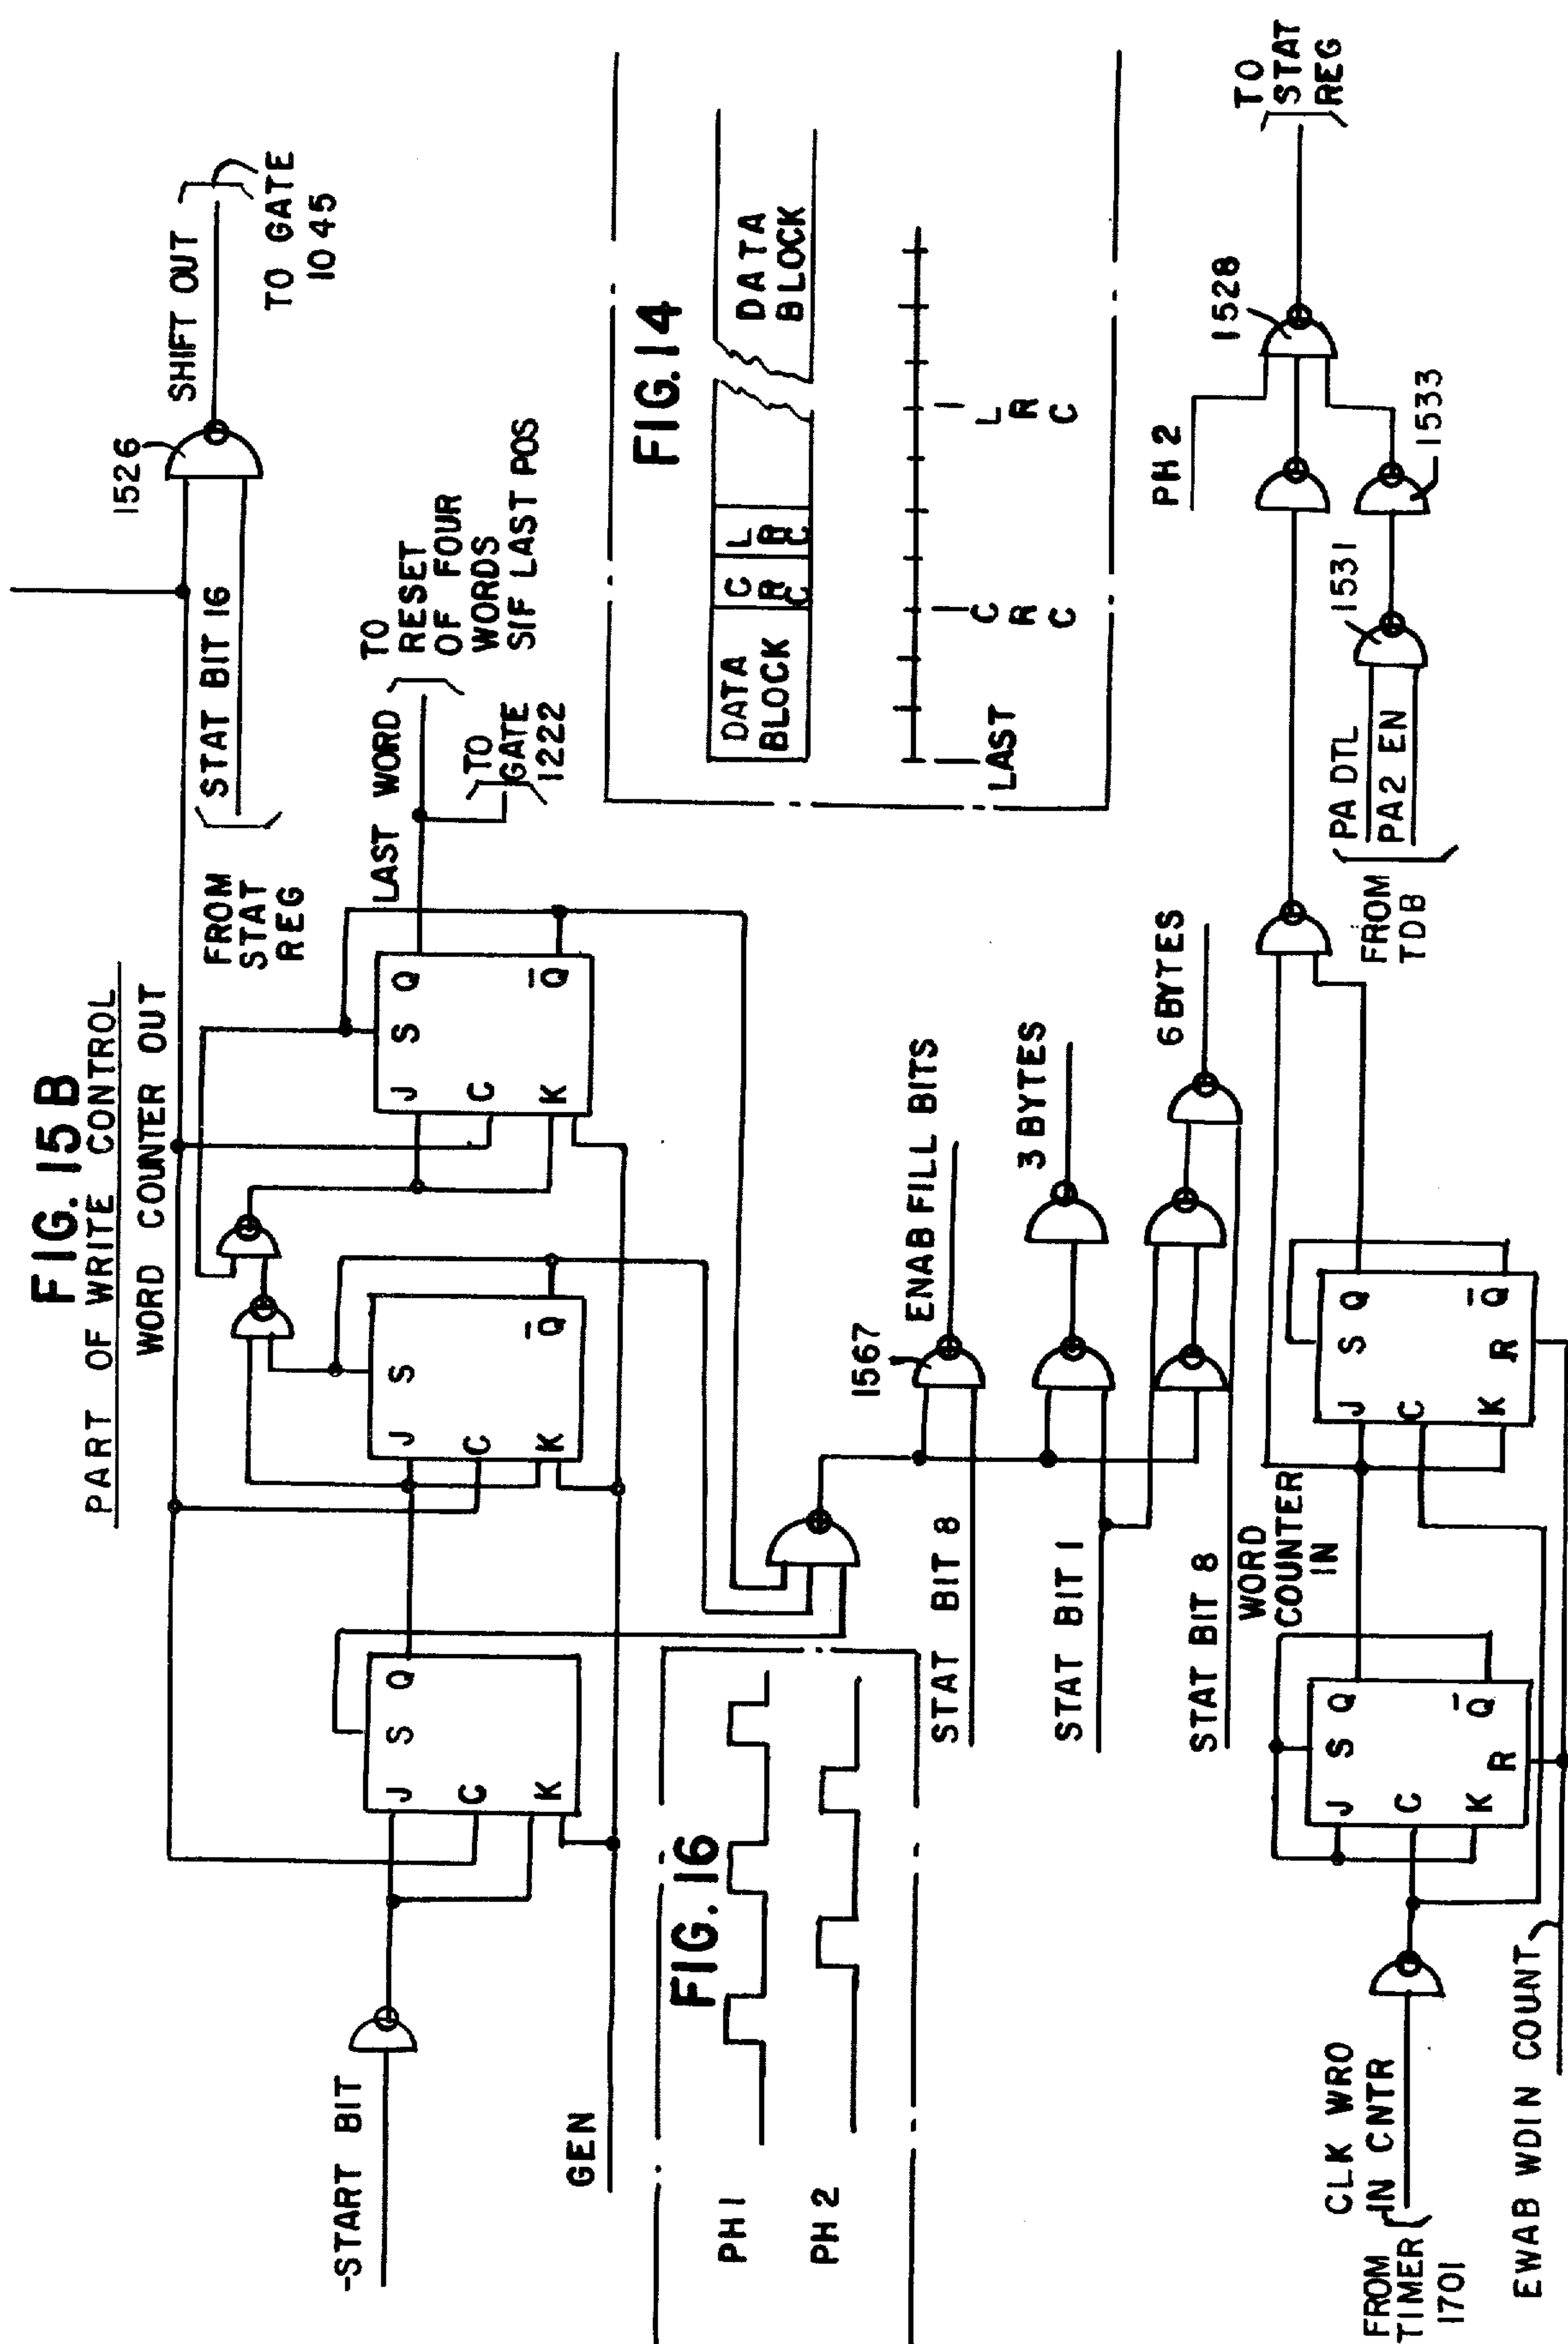 FIG. 15B
PART OF WRITE CONTROL
WORD COUNTER OUT
1526
SHIFT OUT
TO GATE
1045
STAT BIT 16
FROM
STAT
REG
-START BIT
GEN
J
C
K
S
Q
J
C
K
S
Q̅
J
C
K
S
Q
Q̅
LAST WORD
TO
RESET
OF FOUR
WORDS
SIF LAST POS
TO
GATE
1222
FIG. 14
DATA
BLOCK
C
R
C
L
R
C
DATA
BLOCK
LAST
C
R
C
L
R
C
FIG. 16
PH 1
PH 2
STAT BIT 8
1567
ENAB FILL BITS
STAT BIT 1
3 BYTES
STAT BIT 8
6 BYTES
WORD
COUNTER
IN
FROM
TIMER
1701
CLK WRO
IN CNTR
EWAB WDIN COUNT
J
C
K
S
R
Q
Q̅
J
C
K
S
R
Q
Q̅
FROM
TDB
PA DTL
PA2 EN
1531
1533
PH 2
1528
TO
STAT
REG